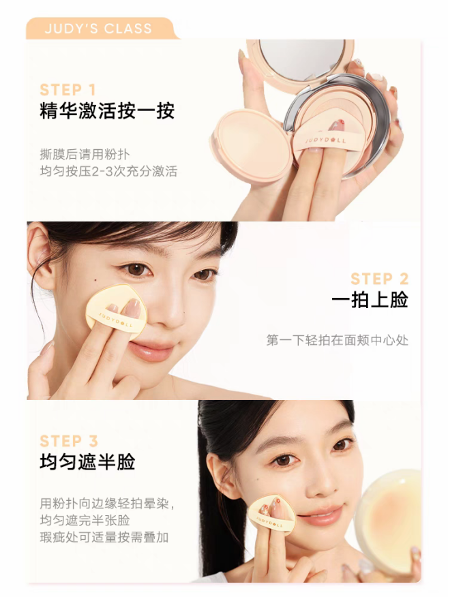 JUDY'S CLASS
STEP 1
精华激活按一按
撕膜后请用粉扑
均匀按压2-3次充分激活
JUDYDOLL
STEP 2
一拍上脸
第一下轻拍在面颊中心处
JUDYDOLL
STEP 3
均匀遮半脸
用粉扑向边缘轻拍晕染，
均匀遮完半张脸
瑕疵处可适量按需叠加
JUDYDOLL